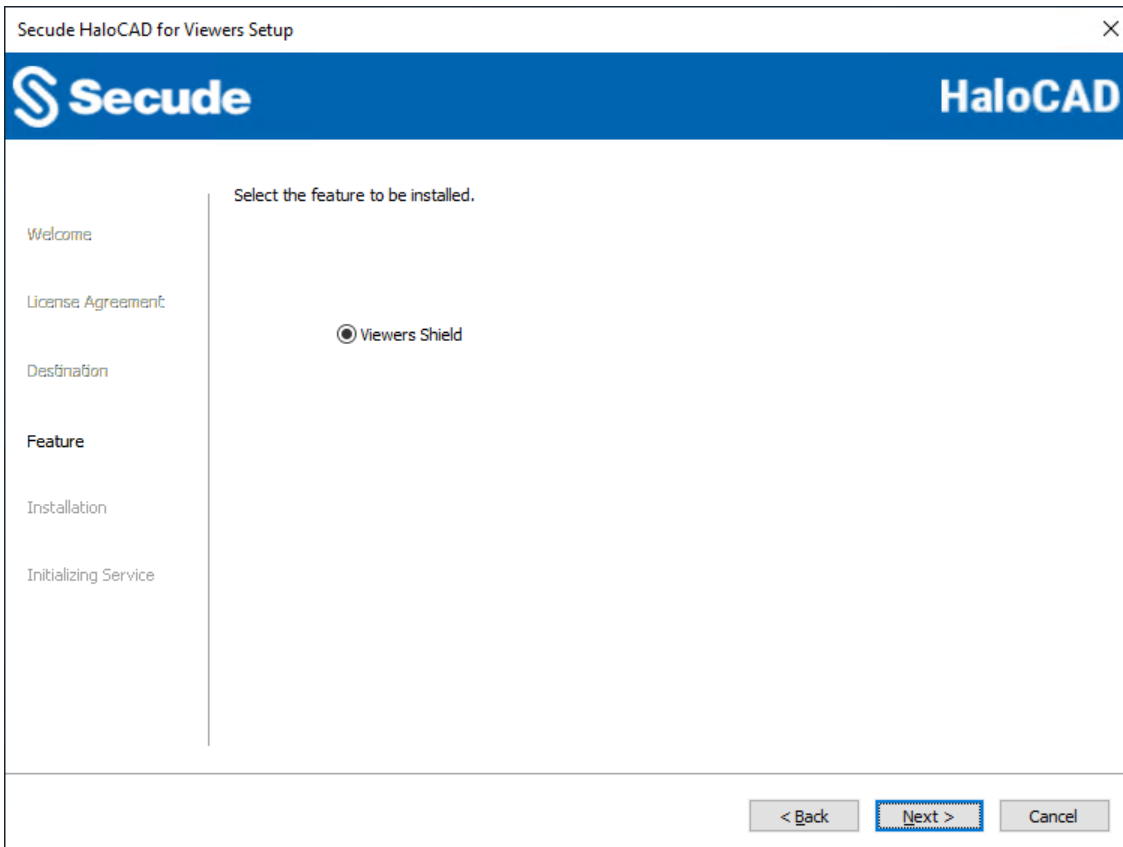 Secude HaloCAD for Viewers Setup
Secude HaloCAD
Select the feature to be installed.
Welcome
License Agreement
Viewers Shield
Destination
Feature
Installation
Initializing Service
< Back Next > Cancel